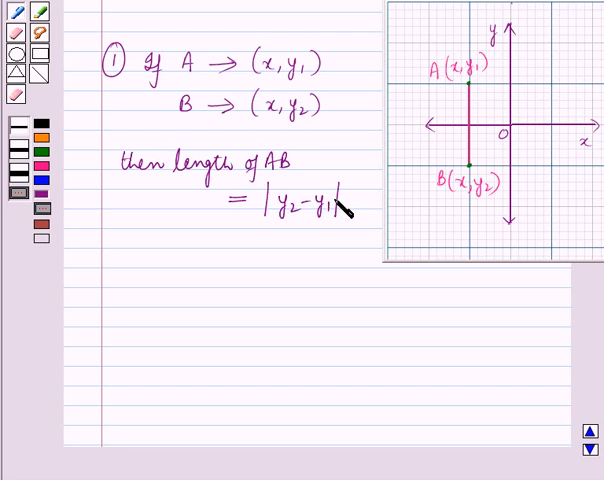 ① If A → (x, y₁)
B → (x, y₂)
then length of AB
= |y₂ - y₁|
y
A(x, y₁)
O
x
B(x, y₂)